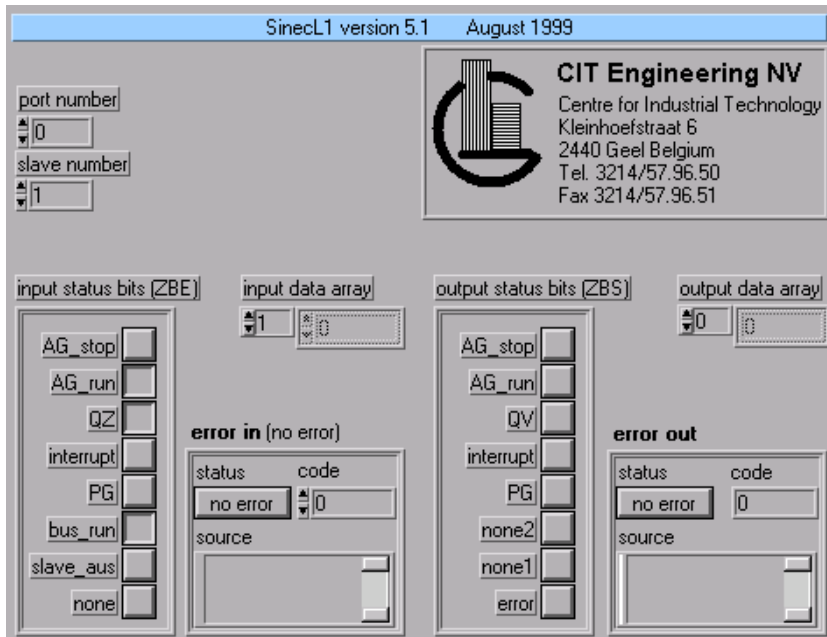 SinecL1 version 5.1 August 1999
CIT Engineering NV
Centre for Industrial Technology
Kleinhoefstraat 6
2440 Geel Belgium
Tel. 3214/57.96.50
Fax 3214/57.96.51
port number
0
slave number
1
input status bits (ZBE)
AG_stop
AG_run
QZ
interrupt
PG
bus_run
slave_aus
none
input data array
1 0
error in (no error)
status code
no error 0
source
output status bits (ZBS)
AG_stop
AG_run
QV
interrupt
PG
none2
none1
error
output data array
0 0
error out
status code
no error 0
source